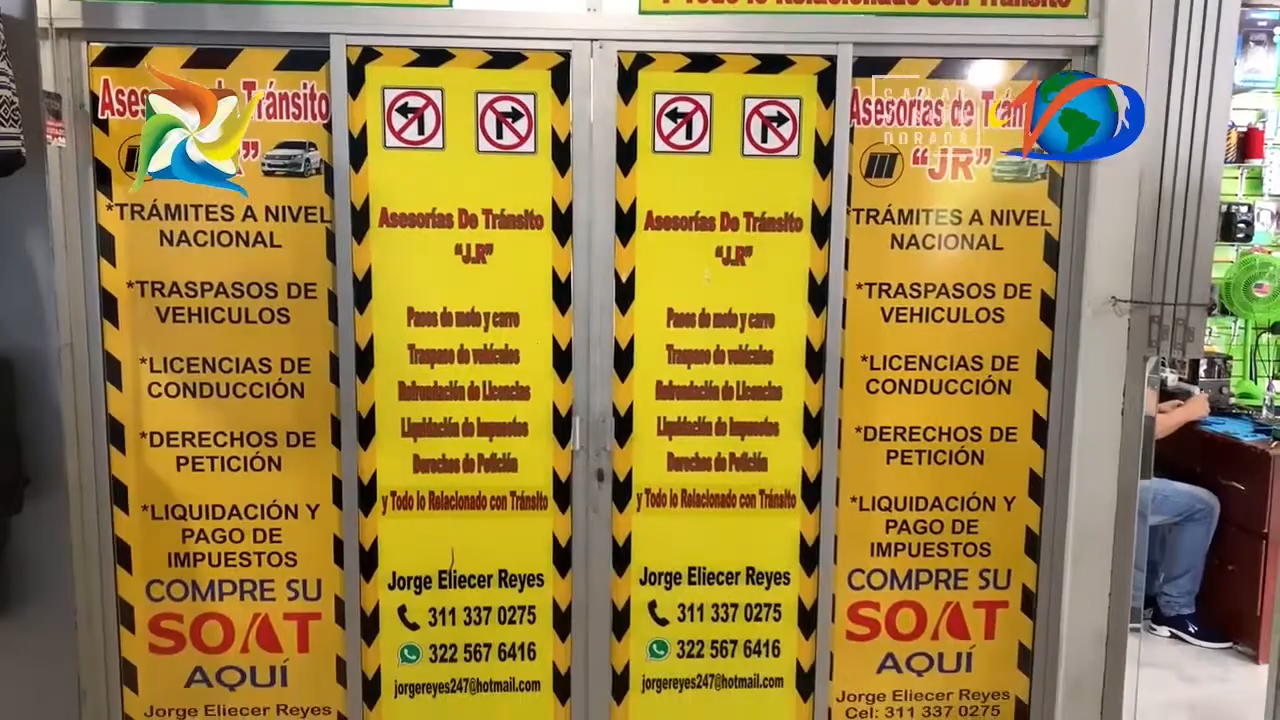 Y Todo lo Relacionado con Tránsito
Asesorías de Tránsito
*TRÁMITES A NIVEL
NACIONAL
*TRASPASOS DE
VEHICULOS
*LICENCIAS DE
CONDUCCIÓN
*DERECHOS DE
PETICIÓN
*LIQUIDACIÓN Y
PAGO DE
IMPUESTOS
COMPRE SU
SOAT
AQUÍ
Jorge Eliecer Reyes
Asesorías De Tránsito
"J.R"
Pases de moto y carro
Traspaso de vehículos
Refrendación de Licencias
Liquidación de Impuestos
Derechos de Petición
y Todo lo Relacionado con Tránsito
Jorge Eliecer Reyes
311 337 0275
322 567 6416
jorgereyes247@hotmail.com
Asesorías De Tránsito
"J.R"
Pases de moto y carro
Traspaso de vehículos
Refrendación de Licencias
Liquidación de Impuestos
Derechos de Petición
y Todo lo Relacionado con Tránsito
Jorge Eliecer Reyes
311 337 0275
322 567 6416
jorgereyes247@hotmail.com
Asesorías de
"JR"
*TRÁMITES A NIVEL
NACIONAL
*TRASPASOS DE
VEHICULOS
*LICENCIAS DE
CONDUCCIÓN
*DERECHOS DE
PETICIÓN
*LIQUIDACIÓN Y
PAGO DE
IMPUESTOS
COMPRE SU
SOAT
AQUÍ
Jorge Eliecer Reyes
Cel: 311 337 0275